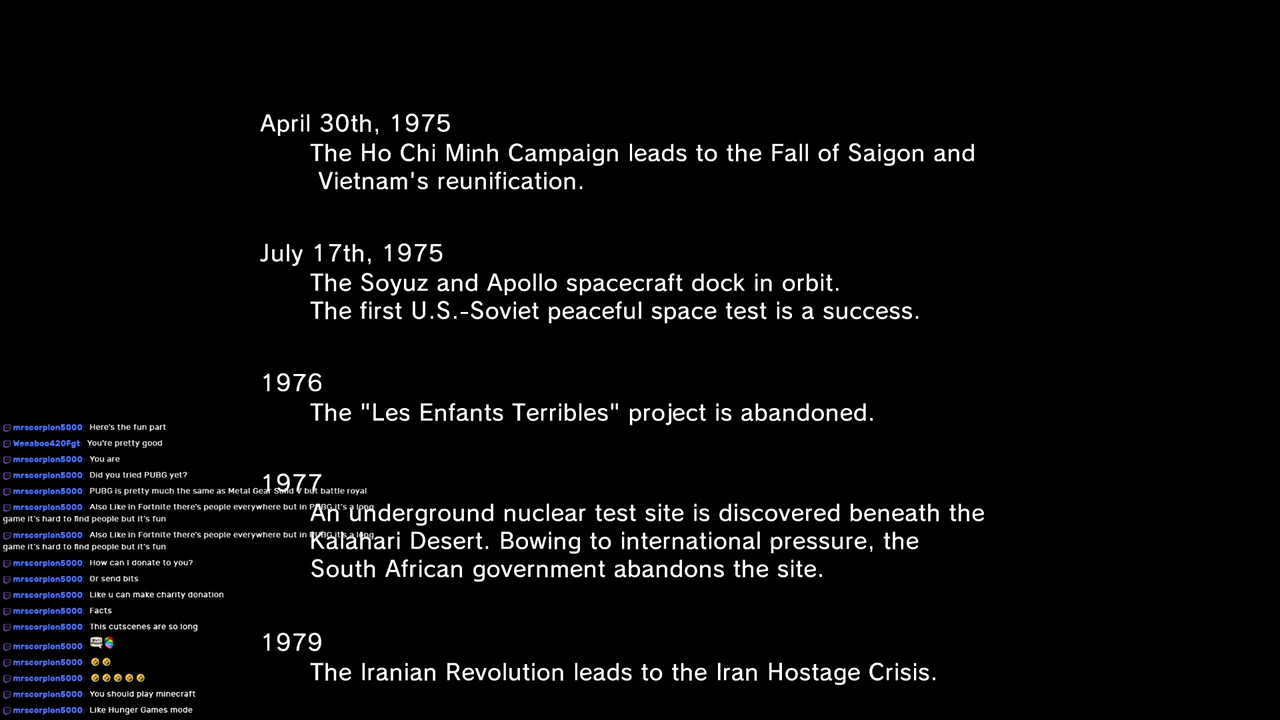 April 30th, 1975
The Ho Chi Minh Campaign leads to the Fall of Saigon and
Vietnam's reunification.
July 17th, 1975
The Soyuz and Apollo spacecraft dock in orbit.
The first U.S.-Soviet peaceful space test is a success.
1976
The "Les Enfants Terribles" project is abandoned.
1977
An underground nuclear test site is discovered beneath the
Kalahari Desert. Bowing to international pressure, the
South African government abandons the site.
1979
The Iranian Revolution leads to the Iran Hostage Crisis.
mrscorpion5000: Here's the fun part
Weeaboo420Fgt: You're pretty good
mrscorpion5000: You are
mrscorpion5000: Did you tried PUBG yet?
mrscorpion5000: PUBG is pretty much the same as Metal Gear Solid V but battle royal
mrscorpion5000: Also Like in Fortnite there's people everywhere but in PUBG it's a long
game it's hard to find people but it's fun
mrscorpion5000: Also Like in Fortnite there's people everywhere but in PUBG it's a long
game it's hard to find people but it's fun
mrscorpion5000: How can I donate to you?
mrscorpion5000: Or send bits
mrscorpion5000: Like u can make charity donation
mrscorpion5000: Facts
mrscorpion5000: This cutscenes are so long
mrscorpion5000:
mrscorpion5000:
mrscorpion5000:
mrscorpion5000: You should play minecraft
mrscorpion5000: Like Hunger Games mode